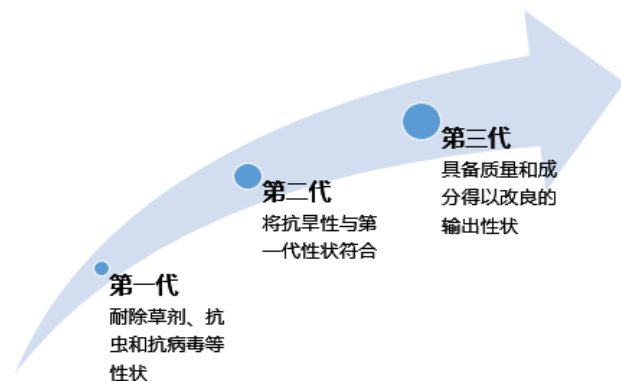 第三代
具备质量和成
分得以改良的
输出性状
第二代
将抗旱性与第
一代性状符合
第一代
耐除草剂、抗
虫和抗病毒等
性状